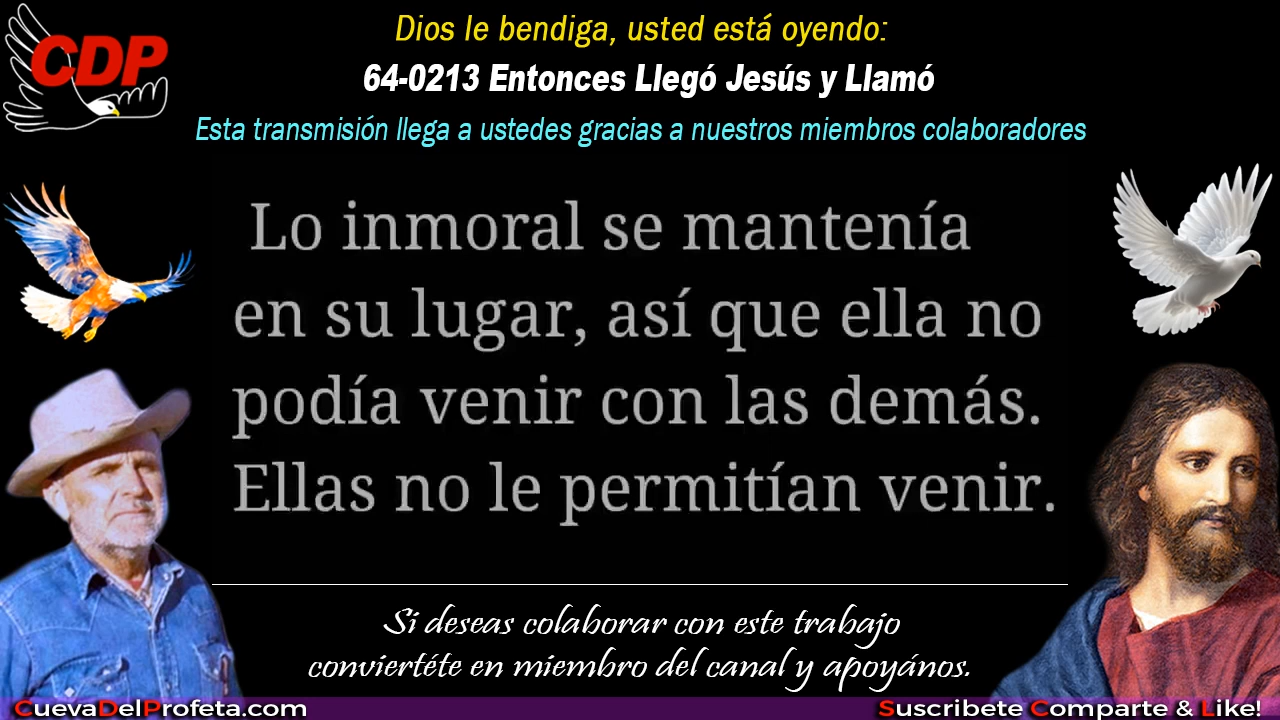 CDP
Dios le bendiga, usted está oyendo:
64-0213 Entonces Llegó Jesús y Llamó
Esta transmisión llega a ustedes gracias a nuestros miembros colaboradores
Lo inmoral se mantenía
en su lugar, así que ella no
podía venir con las demás.
Ellas no le permitían venir.
Si deseas colaborar con este trabajo
conviertéte en miembro del canal y apoyános.
CuevaDelProfeta.com
Suscribete Comparte & Like!